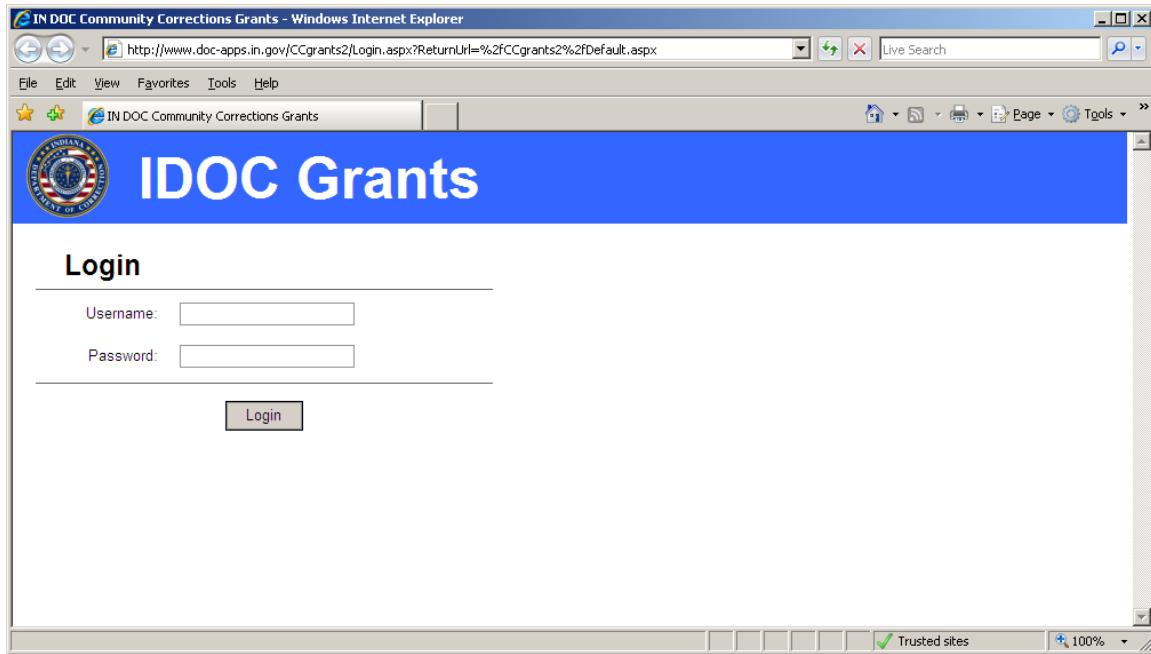 IN DOC Community Corrections Grants - Windows Internet Explorer
http://www.doc-apps.in.gov/CCgrants2/Login.aspx?ReturnUrl=%2fCCgrants2%2fDefault.aspx
Live Search
File Edit View Favorites Tools Help
IN DOC Community Corrections Grants
Page Tools
INDIANA
DEPARTMENT OF CORRECTION
IDOC Grants
Login
Username:
Password:
Login
Trusted sites
100%